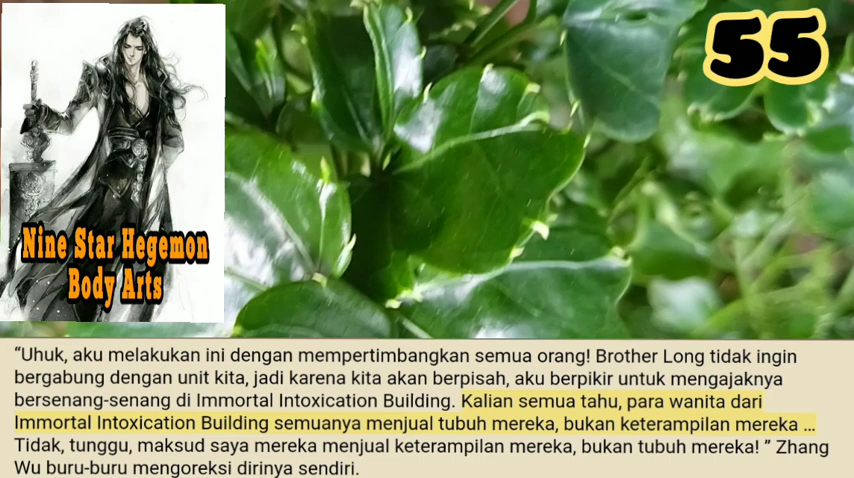 55
Nine Star Hegemon
Body Arts
“Uhuk, aku melakukan ini dengan mempertimbangkan semua orang! Brother Long tidak ingin
bergabung dengan unit kita, jadi karena kita akan berpisah, aku berpikir untuk mengajaknya
bersenang-senang di Immortal Intoxication Building. Kalian semua tahu, para wanita dari
Immortal Intoxication Building semuanya menjual tubuh mereka, bukan keterampilan mereka ...
Tidak, tunggu, maksud saya mereka menjual keterampilan mereka, bukan tubuh mereka! ” Zhang
Wu buru-buru mengoreksi dirinya sendiri.